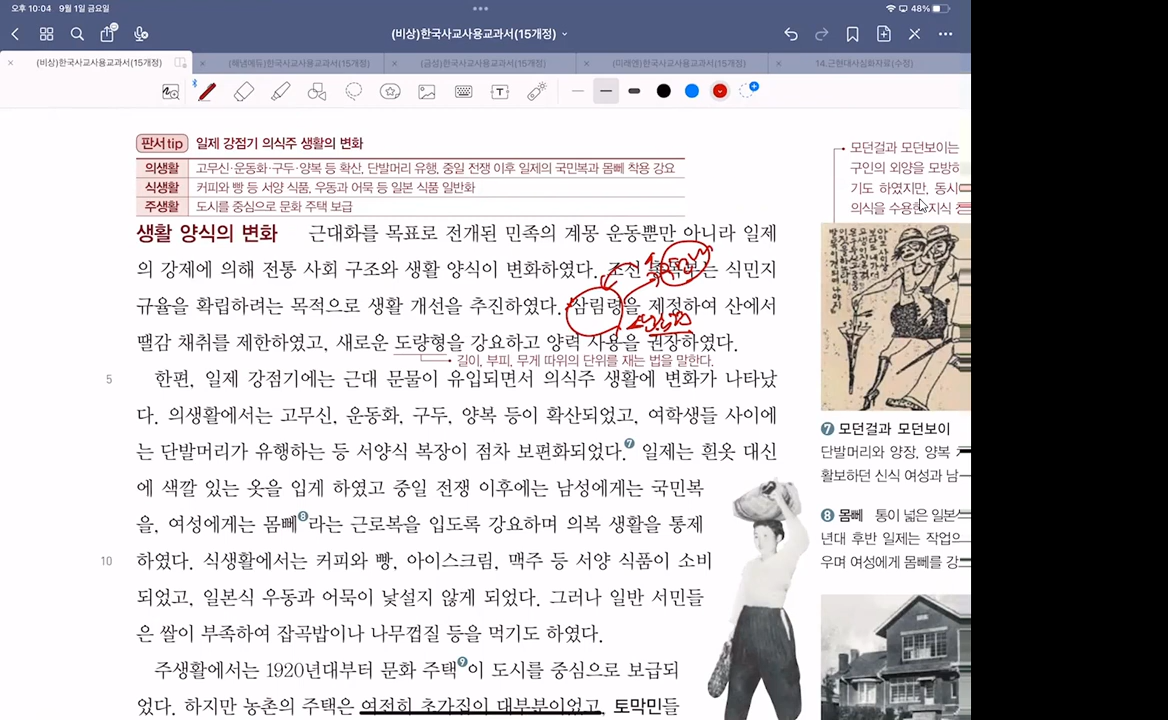 오후 10:04 9월 1일 금요일
48%
(비상)한국사교사용교과서(15개정)
(비상)한국사교사용교과서(15개정)
(해냄에듀)한국사교사용교과서(15개정)
(금성)한국사교사용교과서(15개정)
(미래엔)한국사교사용교과서(15개정)
14.근현대사실화자료(수정)
판서 tip 일제 강점기 의식주 생활의 변화
의생활 고무신·운동화·구두·양복 등 확산, 단발머리 유행, 중일 전쟁 이후 일제의 국민복과 몸뻬 착용 강요
식생활 커피와 빵 등 서양 식품, 우동과 어묵 등 일본 식품 일반화
주생활 도시를 중심으로 문화 주택 보급
생활 양식의 변화 근대화를 목표로 전개된 민족의 계몽 운동뿐만 아니라 일제
의 강제에 의해 전통 사회 구조와 생활 양식이 변화하였다. 조선 총독부는 식민지
규율을 확립하려는 목적으로 생활 개선을 추진하였다. 삼림령을 제정하여 산에서
땔감 채취를 제한하였고, 새로운 도량형을 강요하고 양력 사용을 권장하였다.
길이, 부피, 무게 따위의 단위를 재는 법을 말한다.
5 한편, 일제 강점기에는 근대 문물이 유입되면서 의식주 생활에 변화가 나타났
다. 의생활에서는 고무신, 운동화, 구두, 양복 등이 확산되었고, 여학생들 사이에
는 단발머리가 유행하는 등 서양식 복장이 점차 보편화되었다.7 일제는 흰옷 대신
에 색깔 있는 옷을 입게 하였고 중일 전쟁 이후에는 남성에게는 국민복
을, 여성에게는 몸뻬8라는 근로복을 입도록 강요하며 의복 생활을 통제
10 하였다. 식생활에서는 커피와 빵, 아이스크림, 맥주 등 서양 식품이 소비
되었고, 일본식 우동과 어묵이 낯설지 않게 되었다. 그러나 일반 서민들
은 쌀이 부족하여 잡곡밥이나 나무껍질 등을 먹기도 하였다.
주생활에서는 1920년대부터 문화 주택9이 도시를 중심으로 보급되
었다. 하지만 농촌의 주택은 여전히 초가집이 대부분이었고, 토막민들
모던걸과 모던보이는
구인의 외양을 모방하
기도 하였지만, 동시
의식을 수용한 지식
7 모던걸과 모던보이
단발머리와 양장, 양복
활보하던 신식 여성과 남
8 몸뻬 통이 넓은 일본
년대 후반 일제는 작업
우며 여성에게 몸뻬를 강